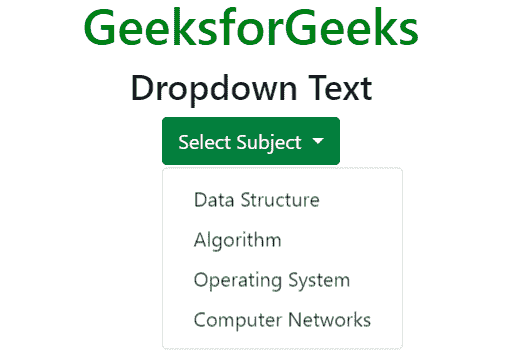 GeeksforGeeks
Dropdown Text
Select Subject
Data Structure
Algorithm
Operating System
Computer Networks